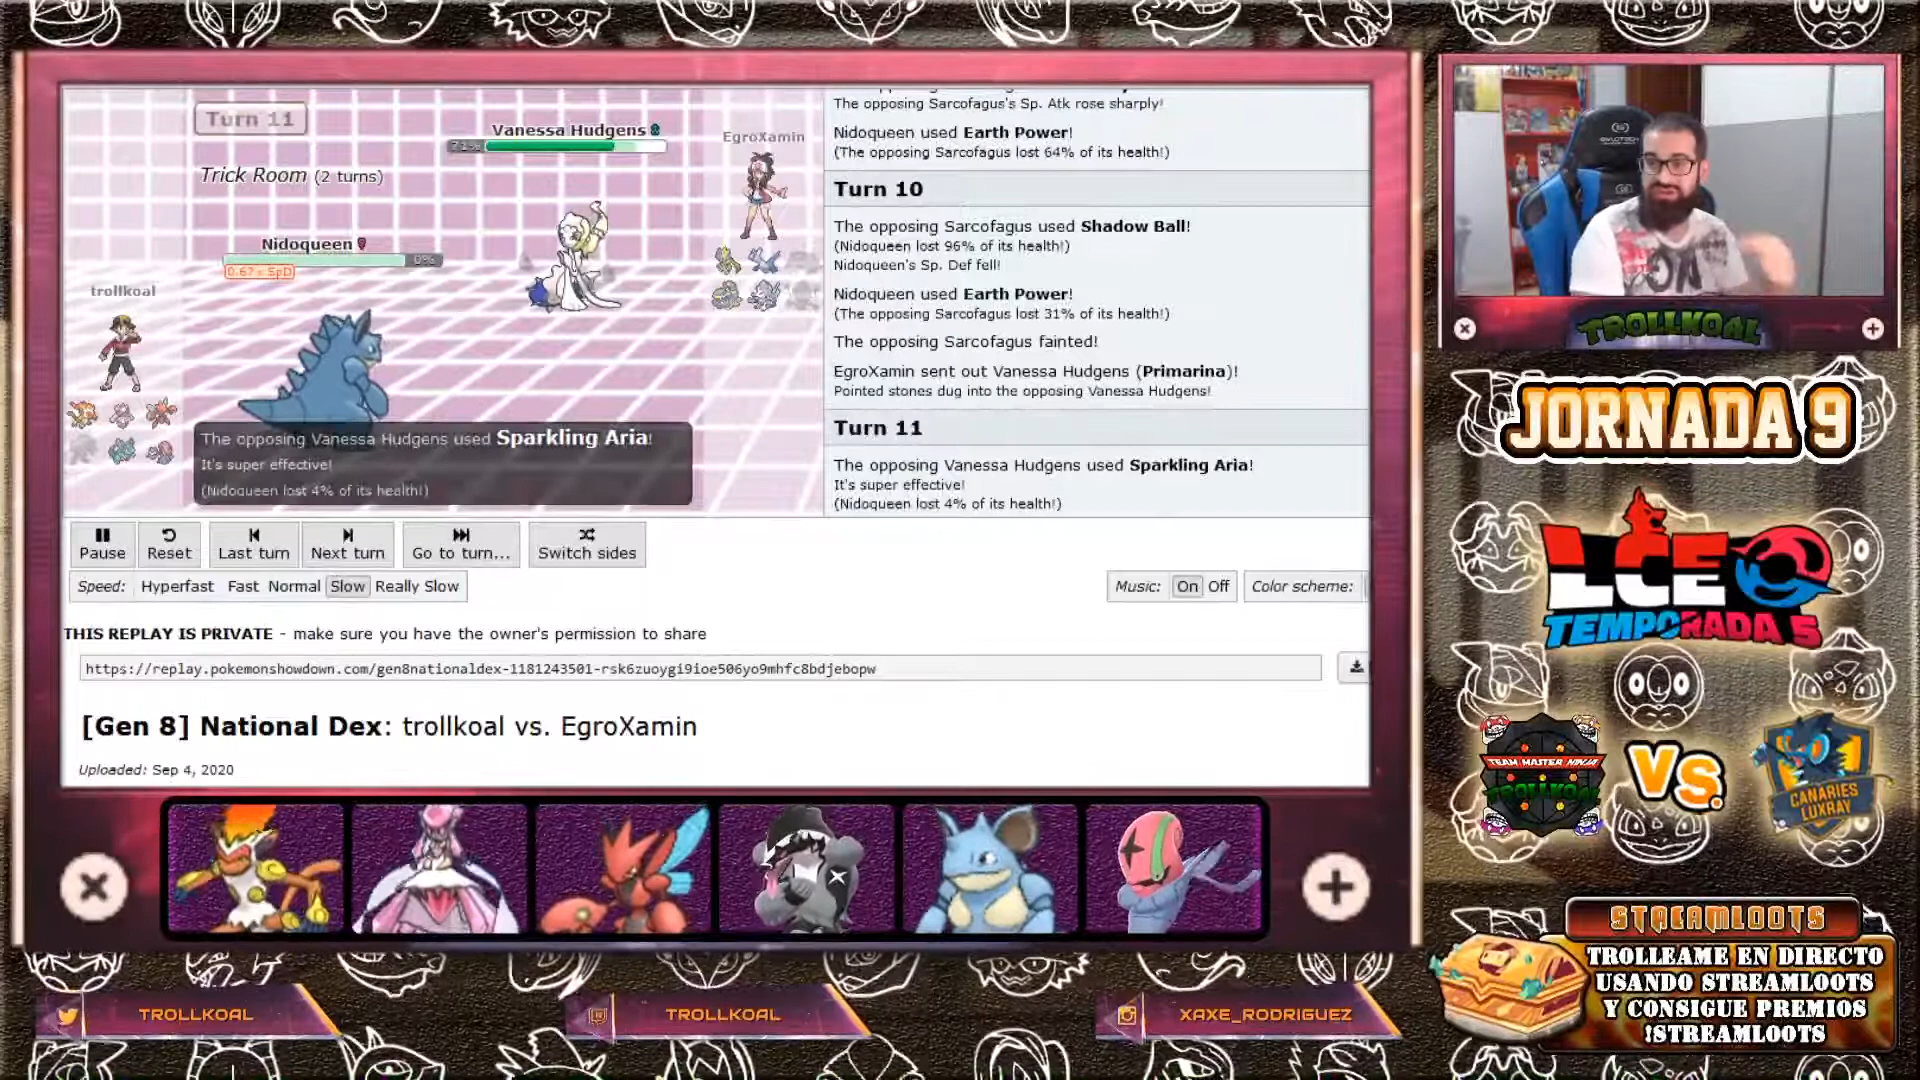 Turn 11
Vanessa Hudgens
EgroXamin
Trick Room (2 turns)
Nidoqueen
0%
0.67x SpD
trollkoal
The opposing Vanessa Hudgens used Sparkling Aria!
It's super effective!
(Nidoqueen lost 4% of its health!)
The opposing Sarcofagus's Sp. Atk rose sharply!
Nidoqueen used Earth Power!
(The opposing Sarcofagus lost 64% of its health!)
Turn 10
The opposing Sarcofagus used Shadow Ball!
(Nidoqueen lost 96% of its health!)
Nidoqueen's Sp. Def fell!
Nidoqueen used Earth Power!
(The opposing Sarcofagus lost 31% of its health!)
The opposing Sarcofagus fainted!
EgroXamin sent out Vanessa Hudgens (Primarina)!
Pointed stones dug into the opposing Vanessa Hudgens!
Turn 11
The opposing Vanessa Hudgens used Sparkling Aria!
It's super effective!
(Nidoqueen lost 4% of its health!)
Pause
Reset
Last turn
Next turn
Go to turn...
Switch sides
Speed: Hyperfast Fast Normal Slow Really Slow
Music: On Off
Color scheme:
THIS REPLAY IS PRIVATE - make sure you have the owner's permission to share
https://replay.pokemonshowdown.com/gen8nationaldex-1181243501-rsk6zuoygi9ioe506yo9mhfc8bdjebopw
[Gen 8] National Dex: trollkoal vs. EgroXamin
Uploaded: Sep 4, 2020
TROLLKOAL
JORNADA 9
LCE
TEMPORADA 5
TEAM MASTER NINJA
TROLLKOAL
VS.
CANARIES
LUXRAY
STREAMLOOTS
TROLLEAME EN DIRECTO
USANDO STREAMLOOTS
Y CONSIGUE PREMIOS
!STREAMLOOTS
TROLLKOAL
TROLLKOAL
XAXE_RODRIGUEZ